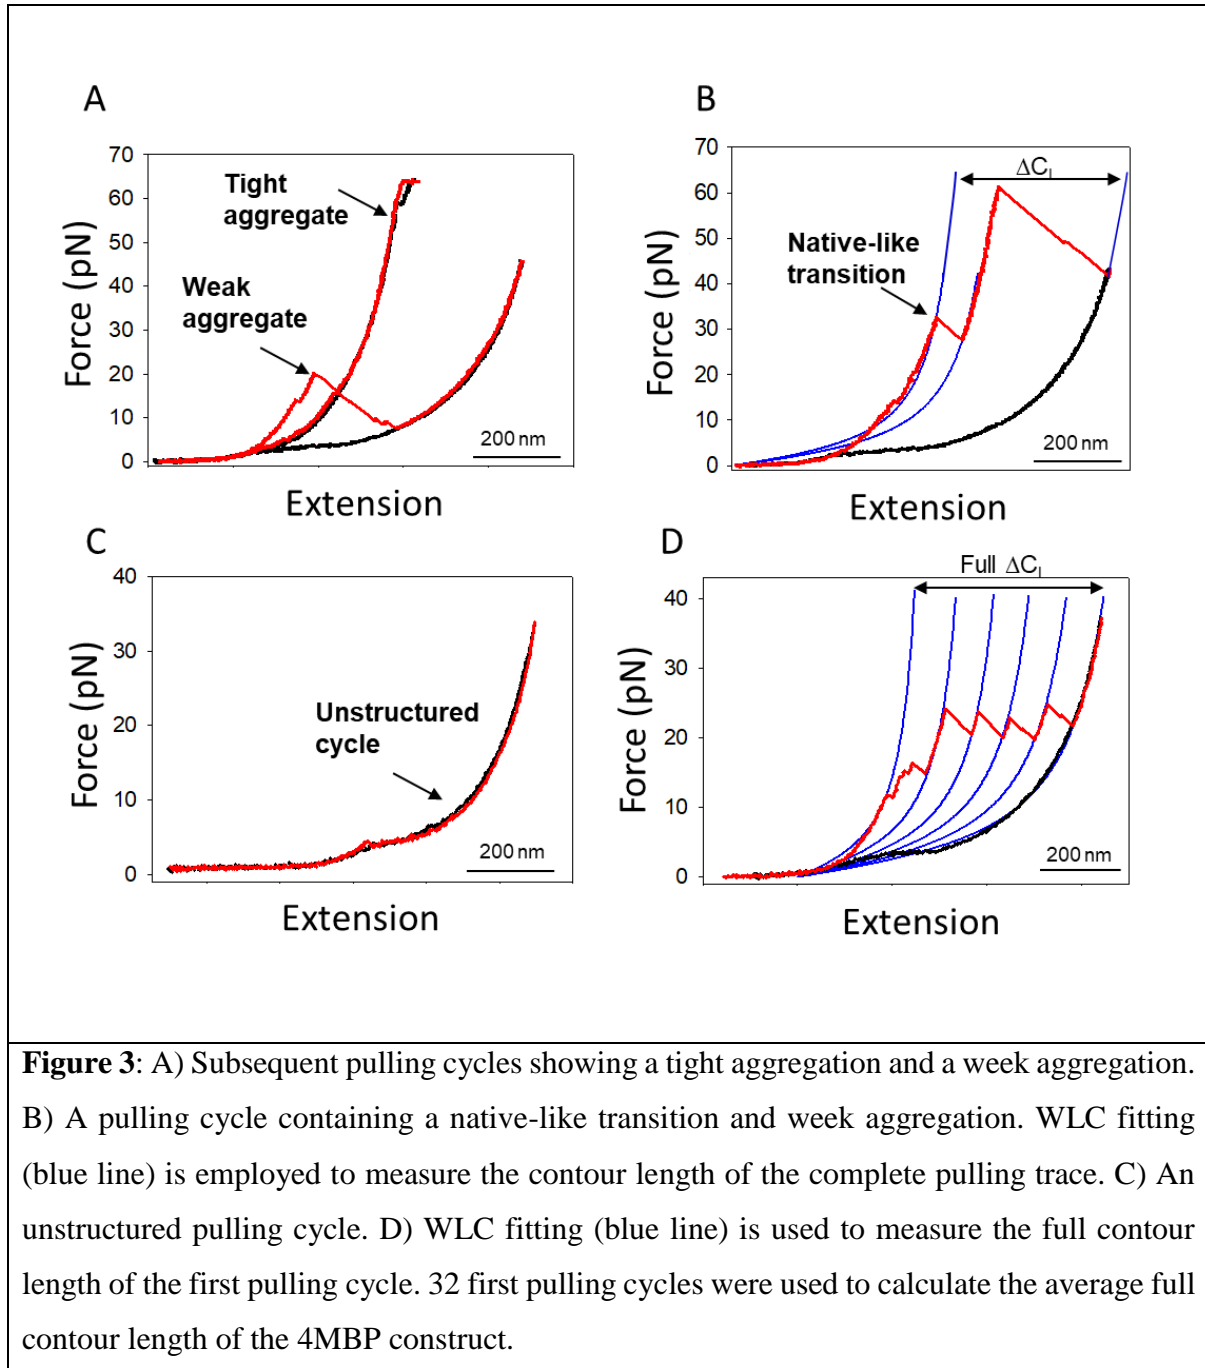 A
70
60
50
40
30
20
10
0
Force (pN)
Tight
aggregate
Weak
aggregate
200 nm
Extension
B
70
60
50
40
30
20
10
0
Force (pN)
ΔCl
Native-like
transition
200 nm
Extension
C
40
30
20
10
0
Force (pN)
Unstructured
cycle
200 nm
Extension
D
40
30
20
10
0
Force (pN)
Full ΔCl
200 nm
Extension
Figure 3: A) Subsequent pulling cycles showing a tight aggregation and a week aggregation.
B) A pulling cycle containing a native-like transition and week aggregation. WLC fitting
(blue line) is employed to measure the contour length of the complete pulling trace. C) An
unstructured pulling cycle. D) WLC fitting (blue line) is used to measure the full contour
length of the first pulling cycle. 32 first pulling cycles were used to calculate the average full
contour length of the 4MBP construct.